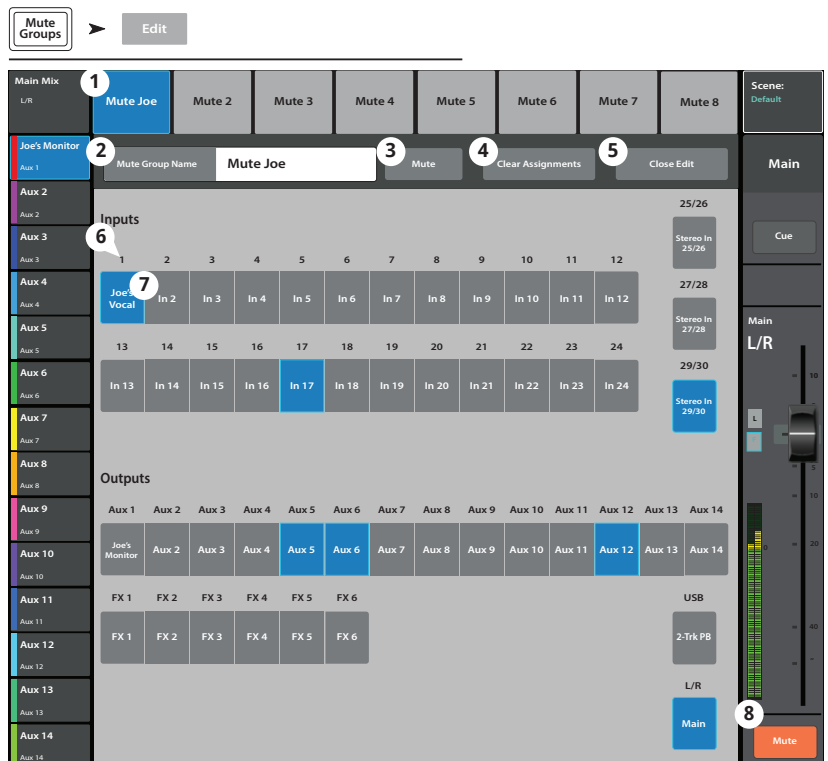 Mute
Groups
Edit
Main Mix
L/R
1
Mute Joe
Mute 2
Mute 3
Mute 4
Mute 5
Mute 6
Mute 7
Mute 8
Scene:
Default
Joe's Monitor
Aux 1
2
Mute Group Name
Mute Joe
3
Mute
4
Clear Assignments
5
Close Edit
Main
Aux 2
Aux 2
Aux 3
Aux 3
Aux 4
Aux 4
Aux 5
Aux 5
Aux 6
Aux 6
Aux 7
Aux 7
Aux 8
Aux 8
Aux 9
Aux 9
Aux 10
Aux 10
Aux 11
Aux 11
Aux 12
Aux 12
Aux 13
Aux 13
Aux 14
Aux 14
Inputs
6
1 2 3 4 5 6 7 8 9 10 11 12
Joe's
Vocal
7
In 2 In 3 In 4 In 5 In 6 In 7 In 8 In 9 In 10 In 11 In 12
13 14 15 16 17 18 19 20 21 22 23 24
In 13 In 14 In 15 In 16 In 17 In 18 In 19 In 20 In 21 In 22 In 23 In 24
25/26
Stereo In
25/26
27/28
Stereo In
27/28
29/30
Stereo In
29/30
Outputs
Aux 1 Aux 2 Aux 3 Aux 4 Aux 5 Aux 6 Aux 7 Aux 8 Aux 9 Aux 10 Aux 11 Aux 12 Aux 13 Aux 14
Joe's
Monitor
Aux 2 Aux 3 Aux 4 Aux 5 Aux 6 Aux 7 Aux 8 Aux 9 Aux 10 Aux 11 Aux 12 Aux 13 Aux 14
FX 1 FX 2 FX 3 FX 4 FX 5 FX 6
FX 1 FX 2 FX 3 FX 4 FX 5 FX 6
USB
2-Trk PB
L/R
Main
Cue
Main
L/R
10
L
5
10
0
20
40
8
Mute